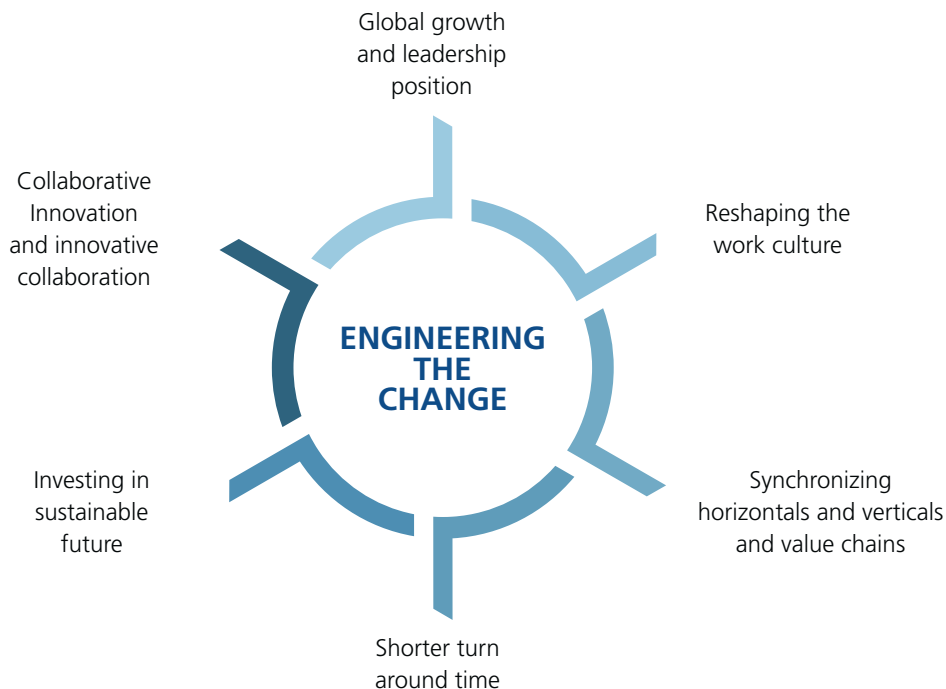 Global growth
and leadership
position
Reshaping the
work culture
Synchronizing
horizontals and verticals
and value chains
Shorter turn
around time
Investing in
sustainable
future
Collaborative
Innovation
and innovative
collaboration
ENGINEERING
THE
CHANGE